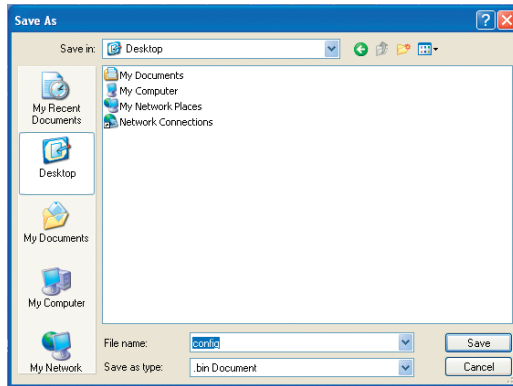 Save As
Save in:
Desktop
My Recent
Documents
Desktop
My Documents
My Computer
My Network
My Documents
My Computer
My Network Places
Network Connections
File name:
config
Save
Save as type:
.bin Document
Cancel